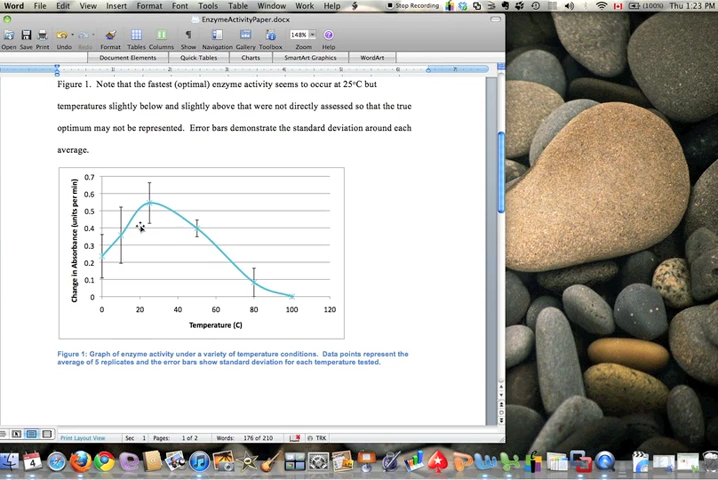 Word File Edit View Insert Format Font Tools Table Window Work Help Stop Recording (100%) Thu 1:23 PM
EnzymeActivityPaper.docx
148%
Open Save Print Undo Format Tables Columns Show Navigation Gallery Toolbox Zoom Help
Document Elements Quick Tables Charts SmartArt Graphics WordArt
Figure 1. Note that the fastest (optimal) enzyme activity seems to occur at 25°C but
temperatures slightly below and slightly above that were not directly assessed so that the true
optimum may not be represented. Error bars demonstrate the standard deviation around each
average.
Change in Absorbance (units per min)
0.7
0.6
0.5
0.4
0.3
0.2
0.1
0
0 20 40 60 80 100 120
Temperature (C)
Figure 1: Graph of enzyme activity under a variety of temperature conditions. Data points represent the
average of 5 replicates and the error bars show standard deviation for each temperature tested.
Print Layout View Sec 1 Pages: 1 of 2 Words: 176 of 210 TRK